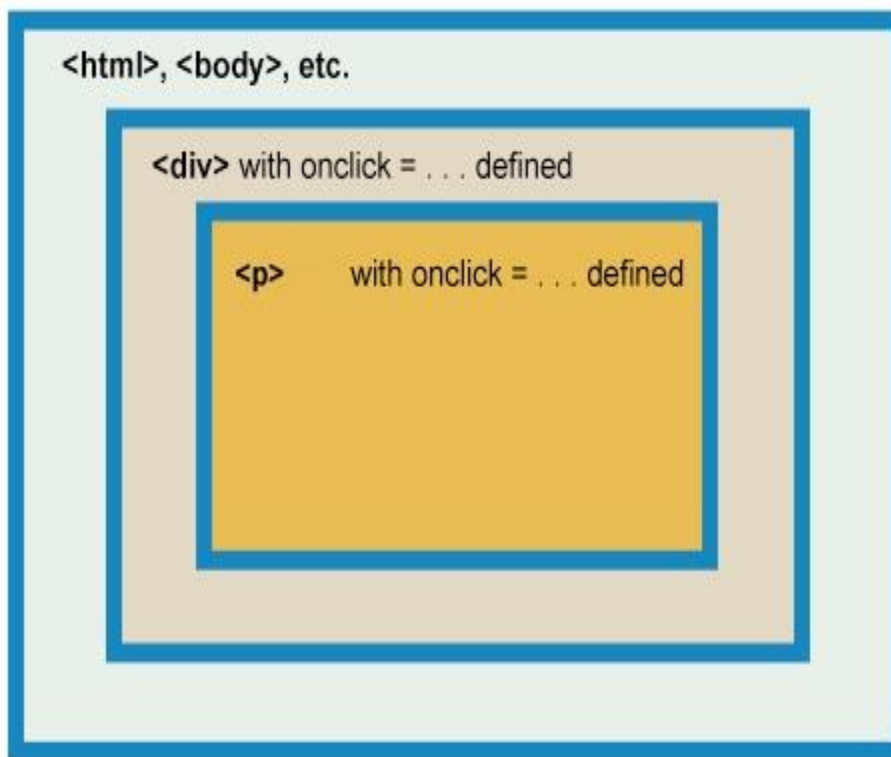 <html>, <body>, etc.
<div> with onclick = . . . defined
<p> with onclick = . . . defined